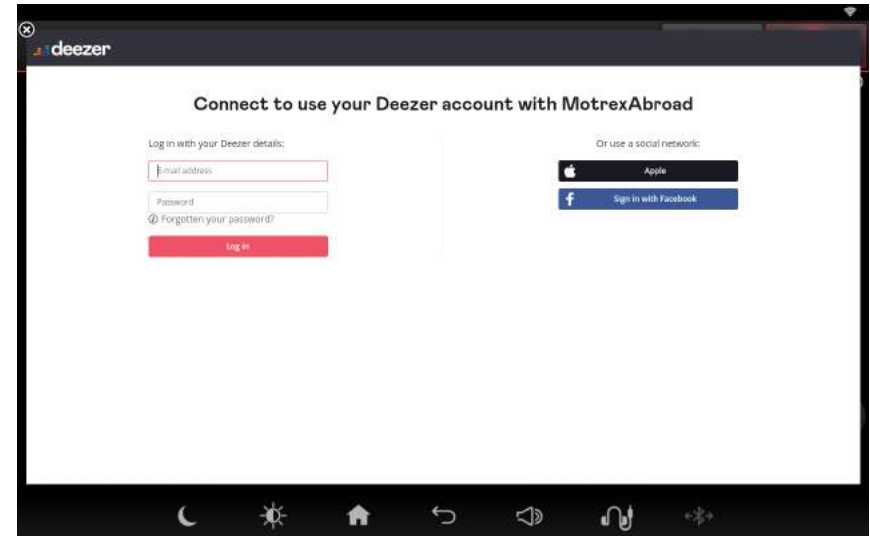 deezer
Connect to use your Deezer account with MotrexAbroad
Log in with your Deezer details:
E-mail address
Password
Forgotten your password?
Log in
Or use a social network:
Apple
Sign in with Facebook